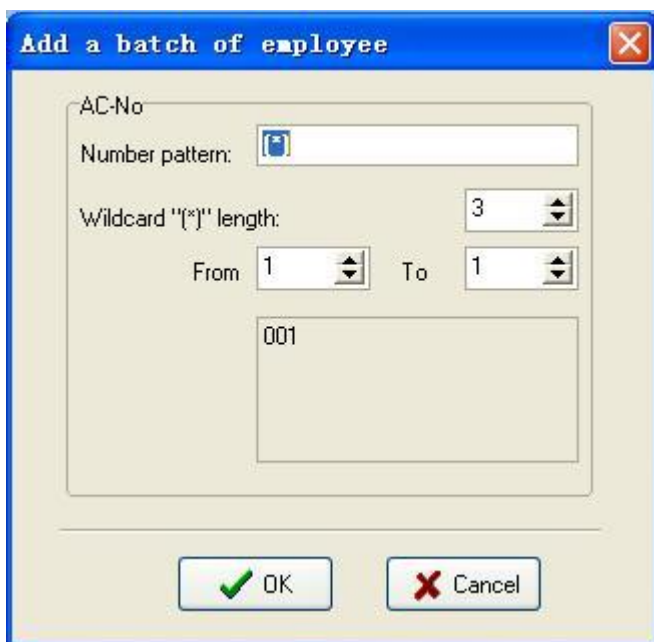 Add a batch of employee
AC-No
Number pattern: (*)
Wildcard "(*)" length: 3
From 1 To 1
001
OK Cancel